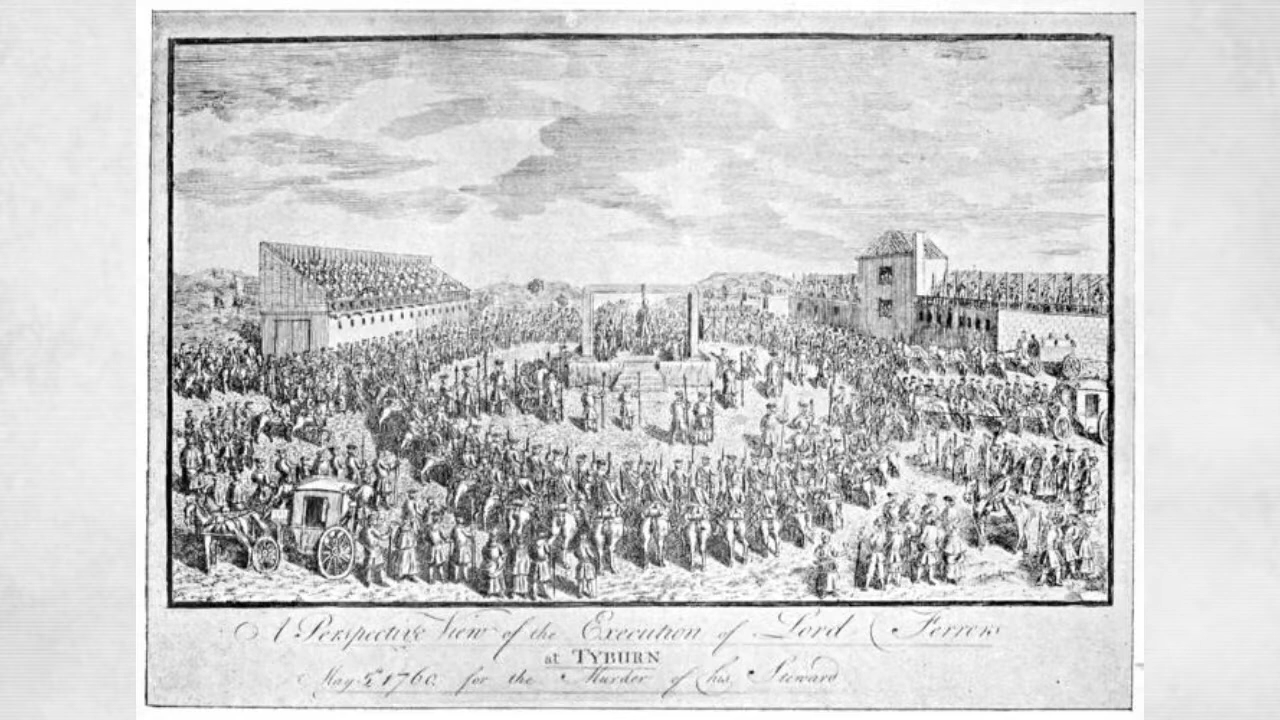 A Perspective View of the Execution of Lord Ferrers
at TYBURN
May 5th 1760. for the Murder of his Steward